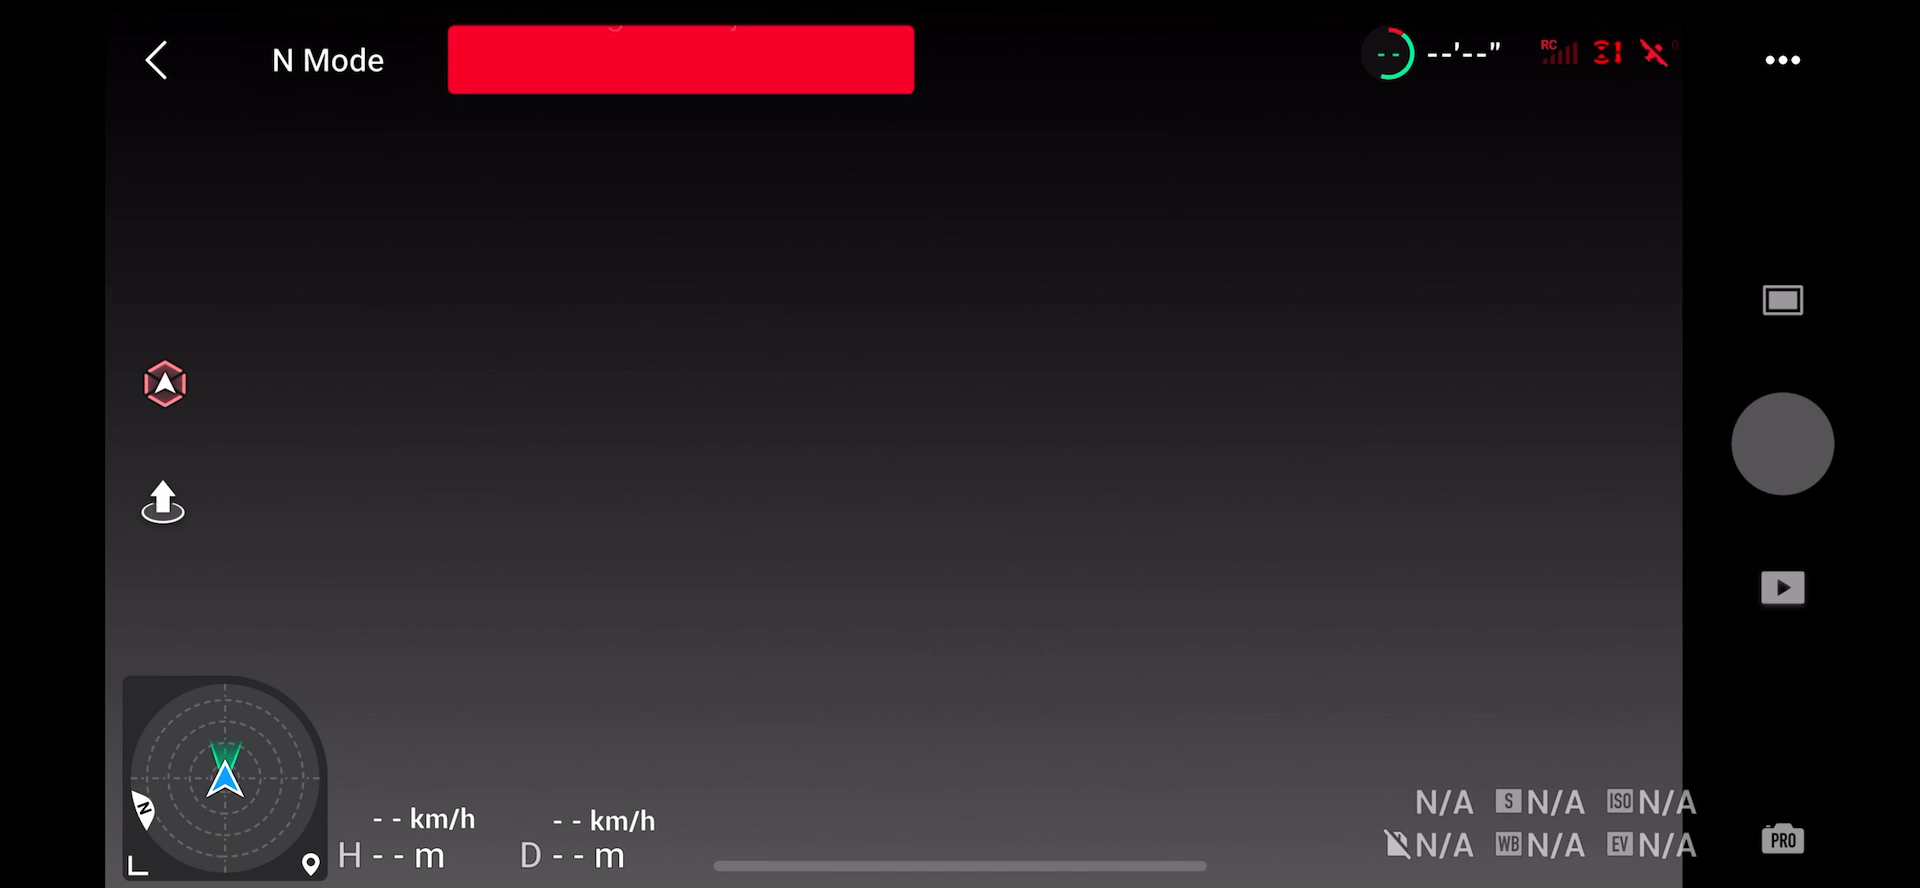 N Mode
- - --'--"
RC
N
- - km/h - - km/h
H - - m D - - m
N/A S N/A ISO N/A
N/A WB N/A EV N/A
PRO